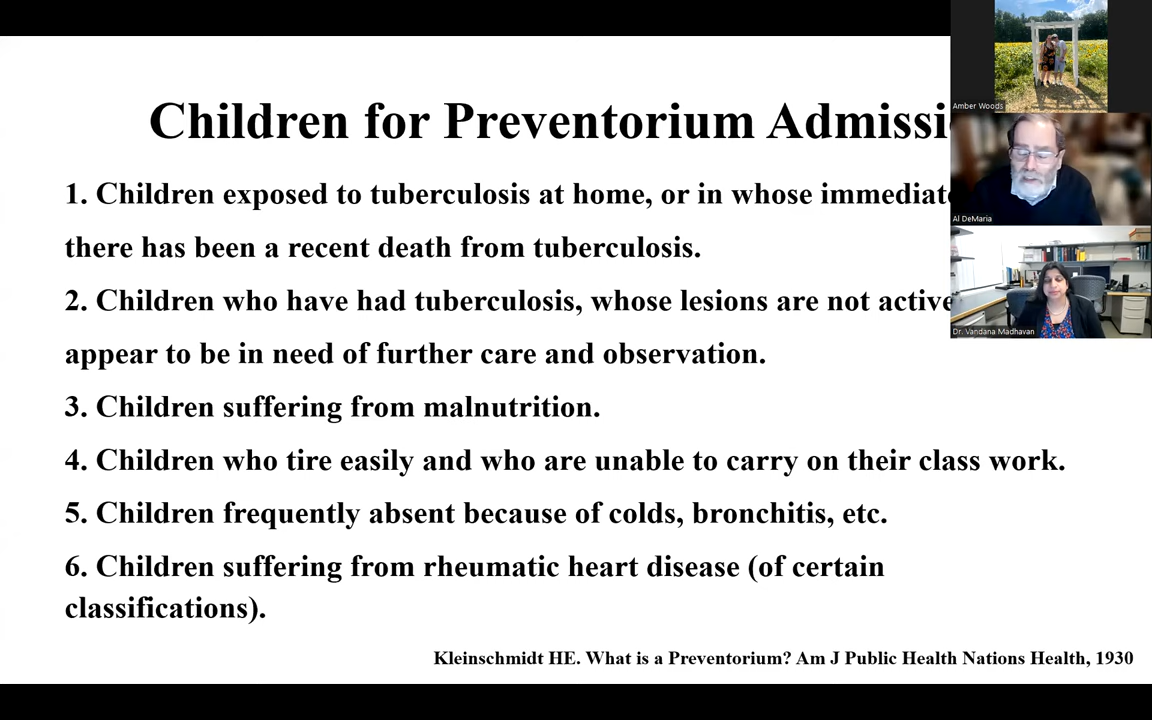 Children for Preventorium Admissi
1. Children exposed to tuberculosis at home, or in whose immediate
there has been a recent death from tuberculosis.
2. Children who have had tuberculosis, whose lesions are not active
appear to be in need of further care and observation.
3. Children suffering from malnutrition.
4. Children who tire easily and who are unable to carry on their class work.
5. Children frequently absent because of colds, bronchitis, etc.
6. Children suffering from rheumatic heart disease (of certain
classifications).
Kleinschmidt HE. What is a Preventorium? Am J Public Health Nations Health, 1930
Amber Woods
Al DeMaria
Dr. Vandana Madhavan